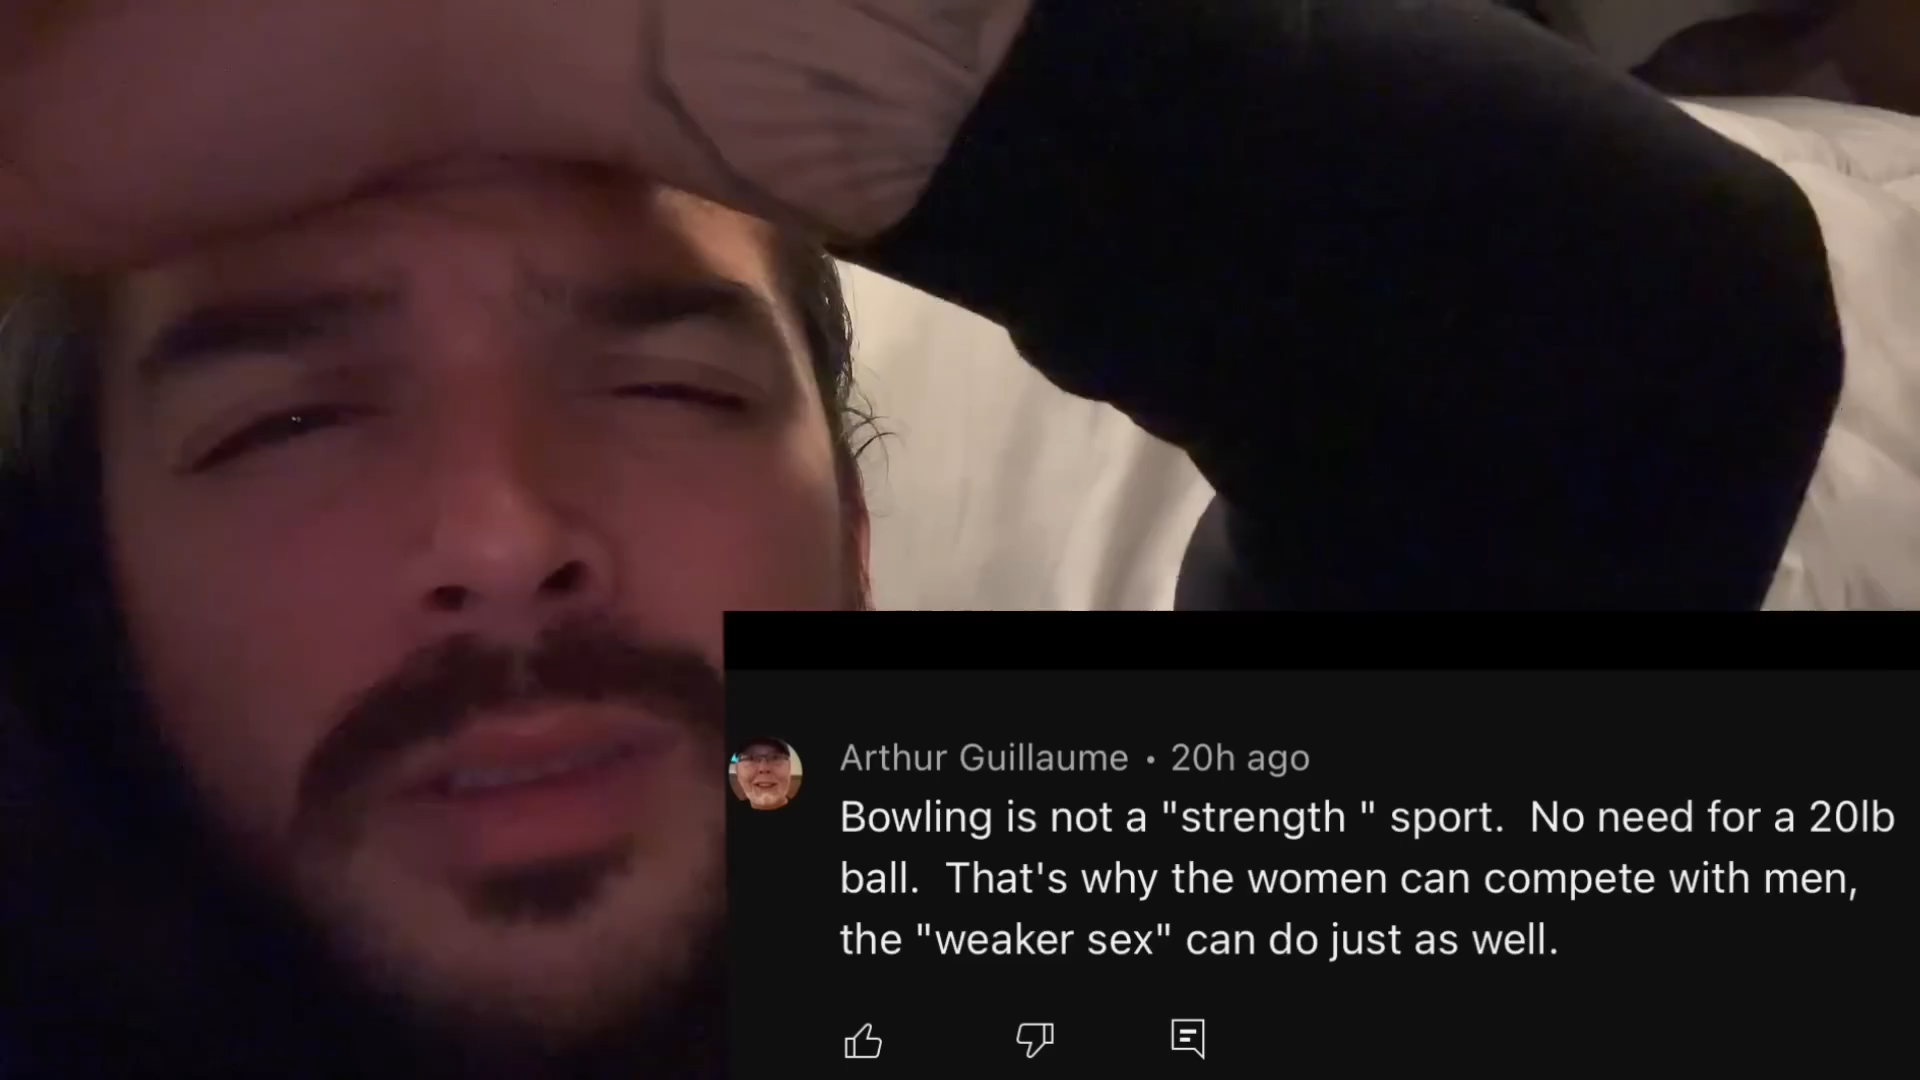 Arthur Guillaume • 20h ago
Bowling is not a "strength " sport.  No need for a 20lb
ball.  That's why the women can compete with men,
the "weaker sex" can do just as well.